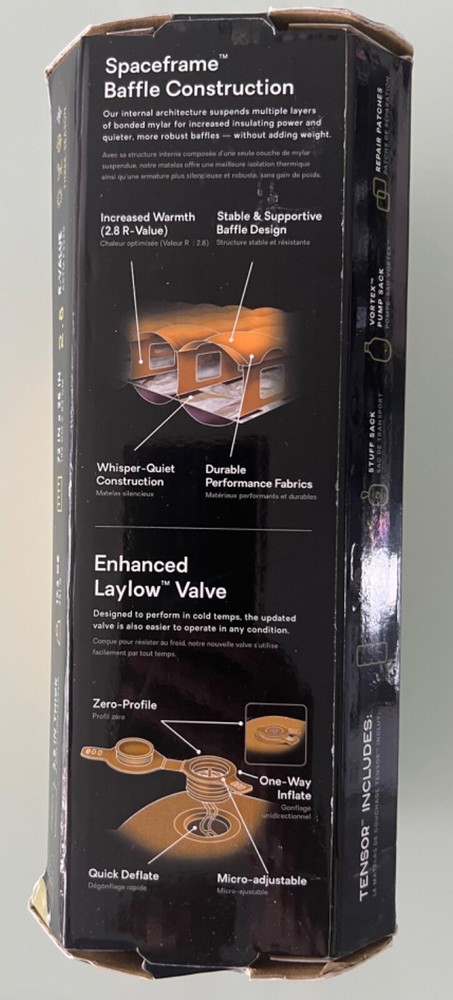 Spaceframe™
Baffle Construction
Our internal architecture suspends multiple layers
of bonded mylar for increased insulating power and
quieter, more robust baffles — without adding weight.
Avec sa structure interne composée d'une seule couche de mylar
suspendue, notre matelas offre une meilleure isolation thermique
ainsi qu'une armature plus silencieuse et robuste, sans gain de poids.
Increased Warmth
(2.8 R-Value)
Chaleur optimisée (Valeur R : 2.8)
Stable & Supportive
Baffle Design
Structure stable et résistante
Whisper-Quiet
Construction
Matelas silencieux
Durable
Performance Fabrics
Matériaux performants et durables
Enhanced
Laylow™ Valve
Designed to perform in cold temps, the updated
valve is also easier to operate in any condition.
Conçue pour résister au froid, notre nouvelle valve s'utilise
facilement par tout temps.
Zero-Profile
Profil zéro
One-Way
Inflate
Gonflage
unidirectionnel
Quick Deflate
Dégonflage rapide
Micro-adjustable
Micro-ajustable
TENSOR™ INCLUDES:
STUFF SACK
SAC DE TRANSPORT
VORTEX™
PUMP SACK
REPAIR PATCHES
2.8 R-VALUE